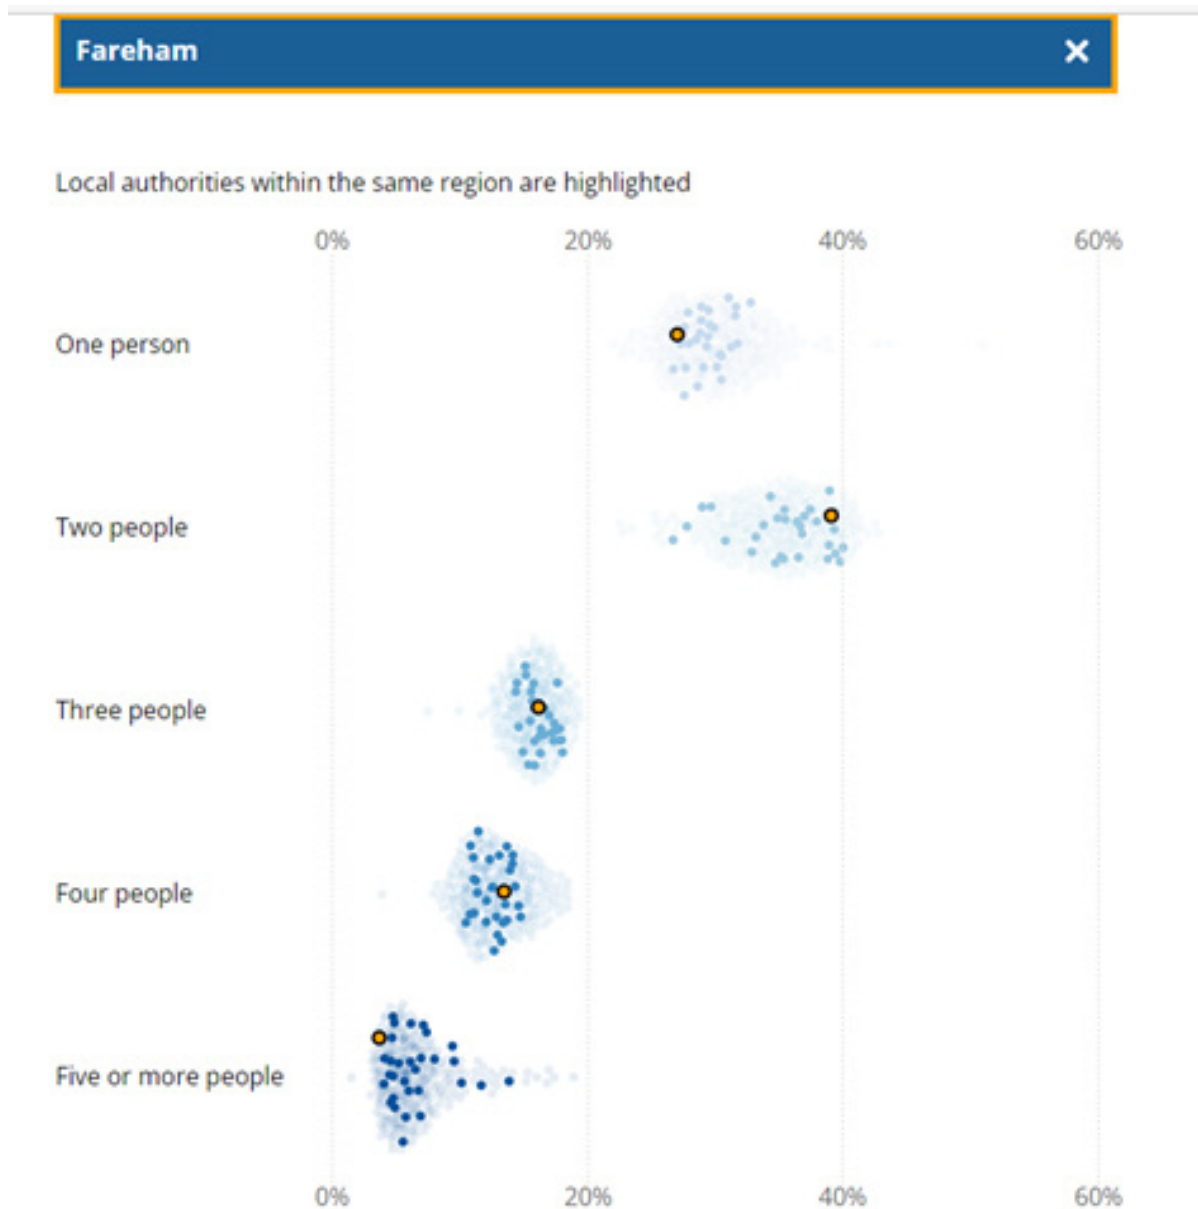 Fareham ×
Local authorities within the same region are highlighted
0% 20% 40% 60%
One person
Two people
Three people
Four people
Five or more people
0% 20% 40% 60%